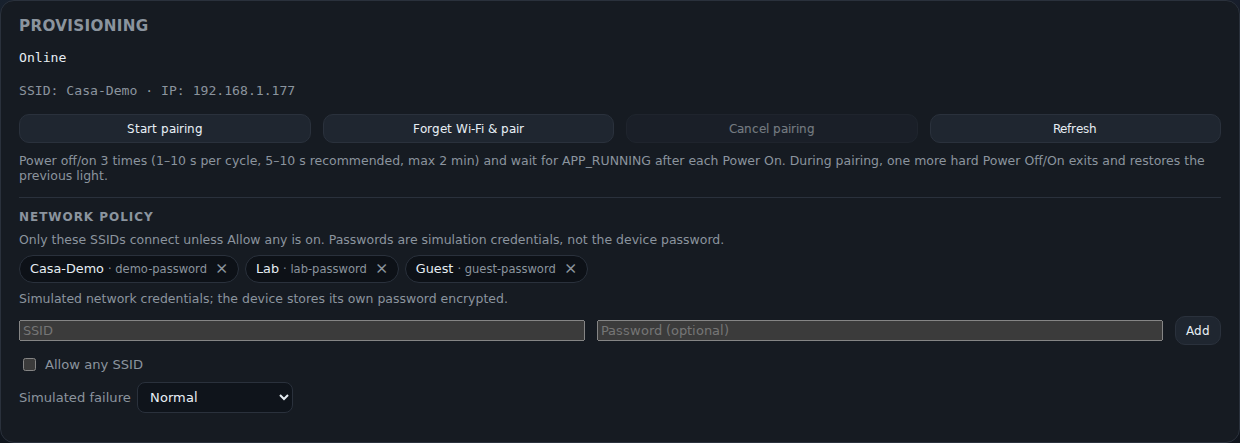 PROVISIONING
Online
SSID: Casa-Demo · IP: 192.168.1.177
Start pairing
Forget Wi-Fi & pair
Cancel pairing
Refresh
Power off/on 3 times (1–10 s per cycle, 5–10 s recommended, max 2 min) and wait for APP_RUNNING after each Power On. During pairing, one more hard Power Off/On exits and restores the
previous light.
NETWORK POLICY
Only these SSIDs connect unless Allow any is on. Passwords are simulation credentials, not the device password.
Casa-Demo · demo-password ✕
Lab · lab-password ✕
Guest · guest-password ✕
Simulated network credentials; the device stores its own password encrypted.
SSID
Password (optional)
Add
Allow any SSID
Simulated failure
Normal